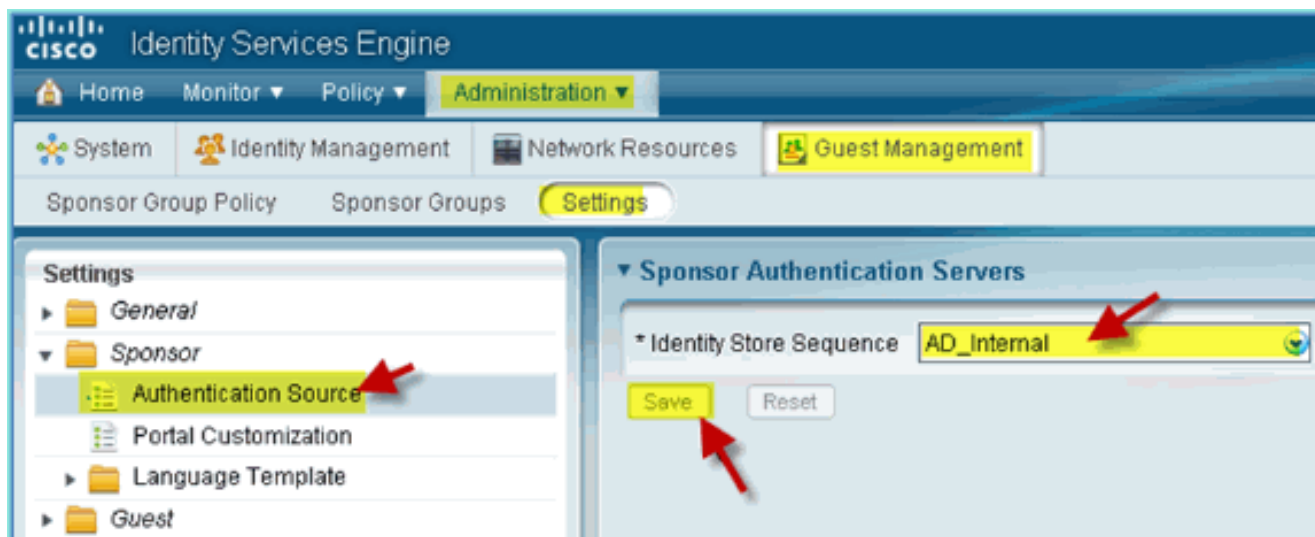 CISCO Identity Services Engine
Home Monitor ▼ Policy ▼ Administration ▼
System Identity Management Network Resources Guest Management
Sponsor Group Policy Sponsor Groups Settings
Settings
General
Sponsor
Authentication Source
Portal Customization
Language Template
Guest
▼ Sponsor Authentication Servers
* Identity Store Sequence AD_Internal
Save Reset